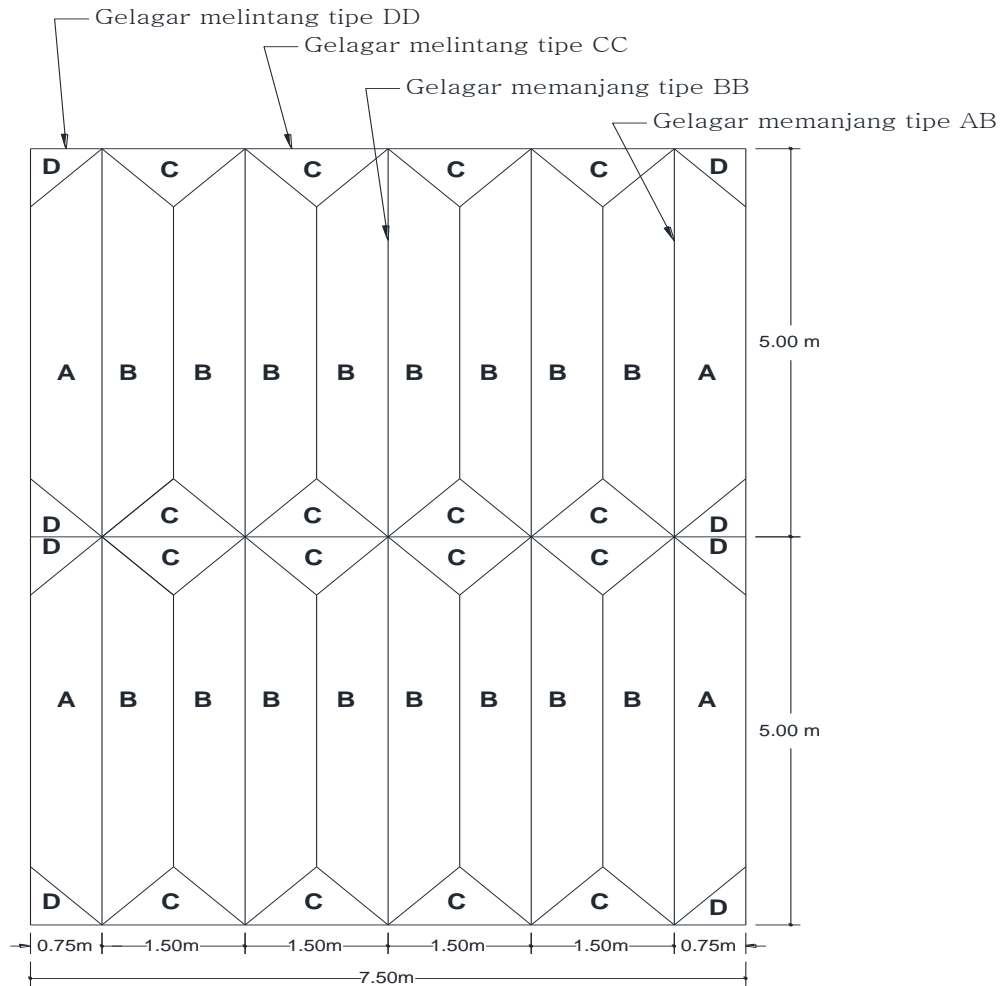 Gelagar melintang tipe DD
Gelagar melintang tipe CC
Gelagar memanjang tipe BB
Gelagar memanjang tipe AB
D C C C C D
5.00 m
A B B B B B B B B A
D C C C C D
D C C C C D
A B B B B B B B B A
5.00 m
D C C C C D
0.75m 1.50m 1.50m 1.50m 1.50m 0.75m
7.50m